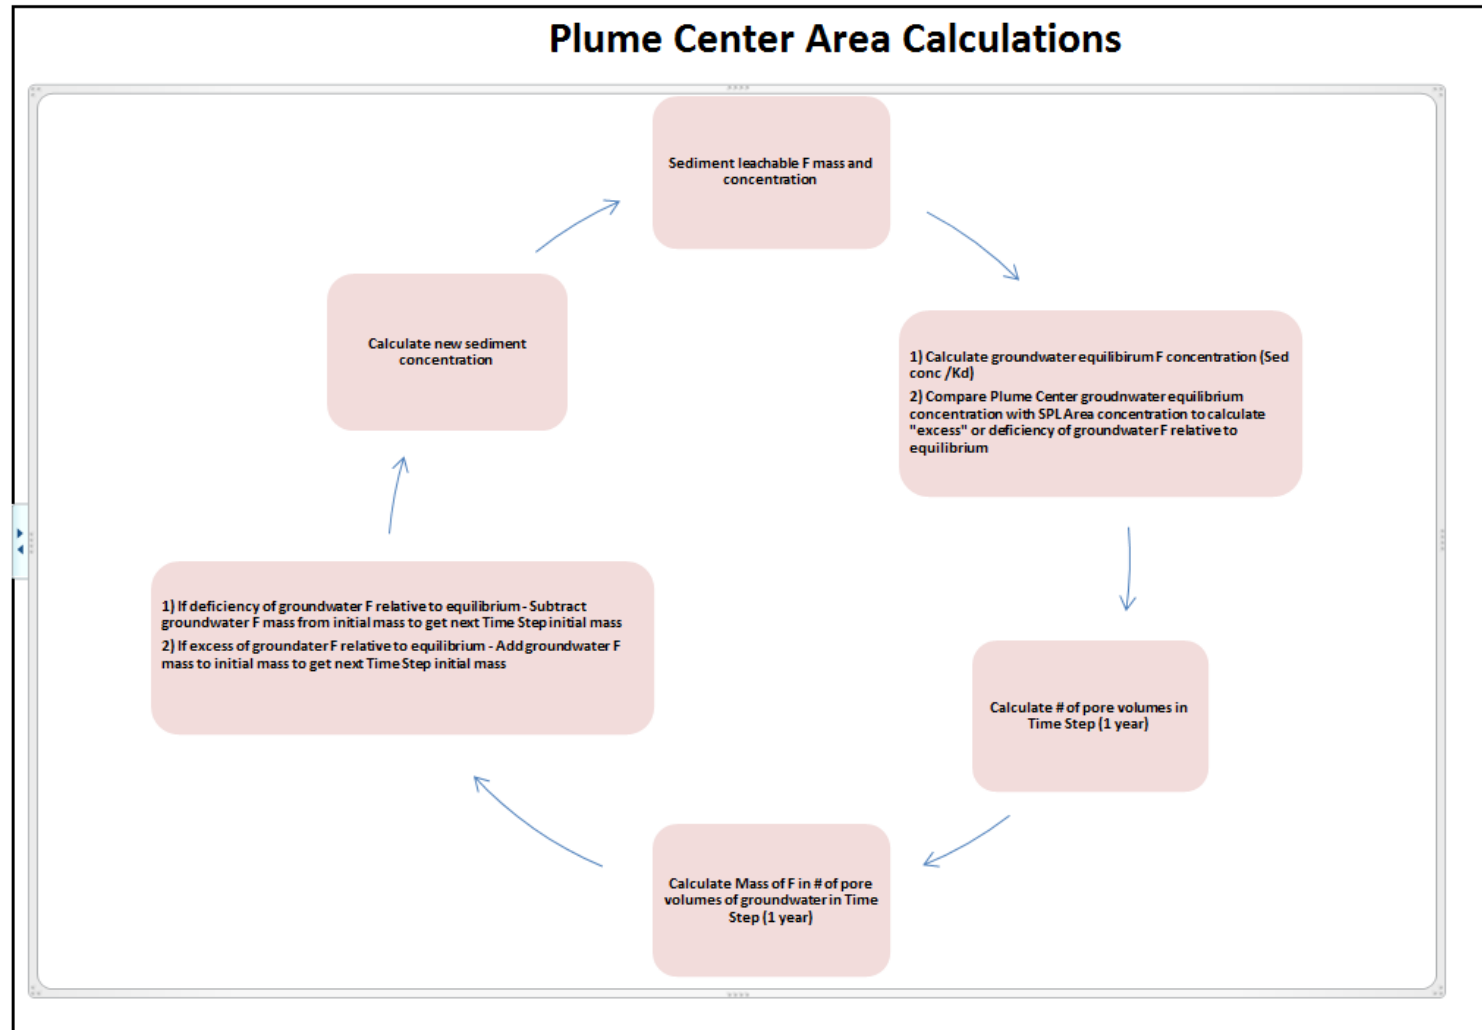 Plume Center Area Calculations
Sediment leachable F mass and
concentration
1) Calculate groundwater equilibirum F concentration (Sed
conc /Kd)
2) Compare Plume Center groudnwater equilibrium
concentration with SPL Area concentration to calculate
"excess" or deficiency of groundwater F relative to
equilibrium
Calculate # of pore volumes in
Time Step (1 year)
Calculate Mass of F in # of pore
volumes of groundwater in Time
Step (1 year)
1) If deficiency of groundwater F relative to equilibrium - Subtract
groundwater F mass from initial mass to get next Time Step initial mass
2) If excess of groundater F relative to equilibrium - Add groundwater F
mass to initial mass to get next Time Step initial mass
Calculate new sediment
concentration